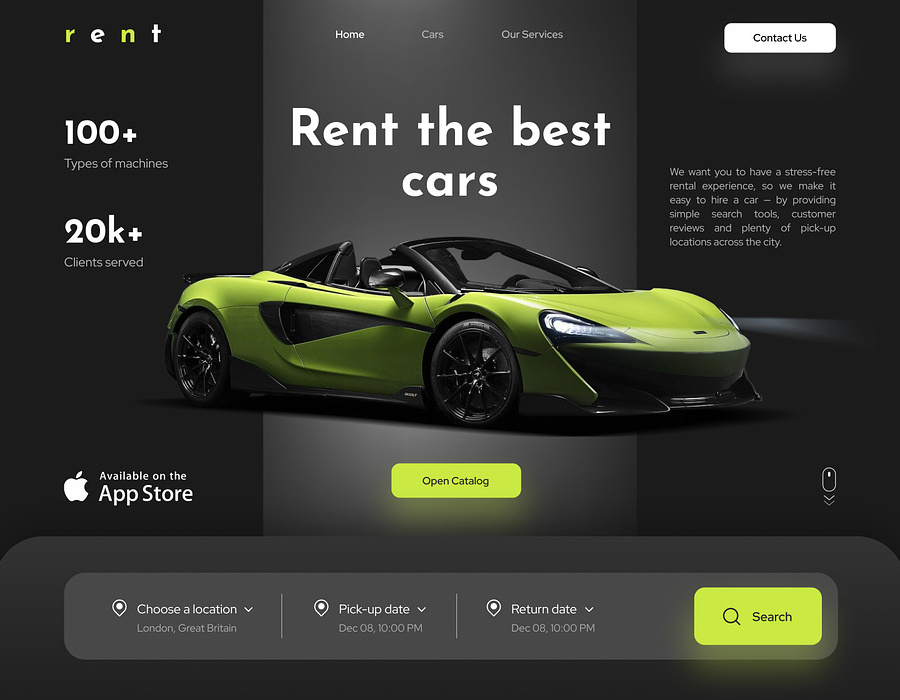 rent
Home
Cars
Our Services
Contact Us
100+
Types of machines
20k+
Clients served
Rent the best
cars
We want you to have a stress-free
rental experience, so we make it
easy to hire a car — by providing
simple search tools, customer
reviews and plenty of pick-up
locations across the city.
Available on the
App Store
Open Catalog
Choose a location
London, Great Britain
Pick-up date
Dec 08, 10:00 PM
Return date
Dec 08, 10:00 PM
Search